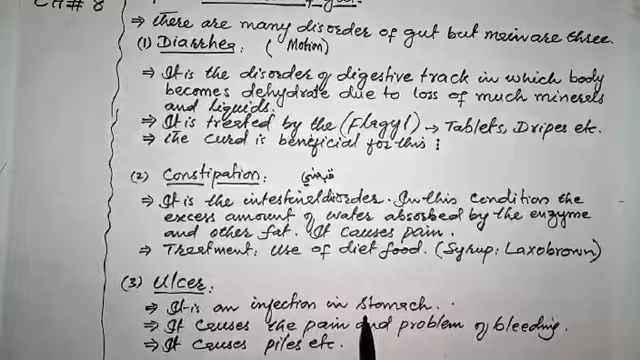 CH# 8
⇒ There are many disorder of gut but main are three.
(1) Diarrhea: (Motion)
⇒ It is the disorder of digestive track in which body
becomes dehydrate due to loss of much minerels
and liquids.
⇒ It is treated by the (Flagyl) → Tablets, Dripes etc.
⇒ The curd is beneficial for this :
(2) Constipation: قبضي
⇒ It is the intestinel disorder. In this condition the
excess amount of water absorbed by the enzyme
and other fat. It causes pain.
⇒ Treatment: Use of diet food. (Syrup: Laxobrown)
(3) Ulcer:
⇒ It is an infection in stomach.
⇒ It causes the pain and problem of bleeding.
⇒ It causes piles etc.